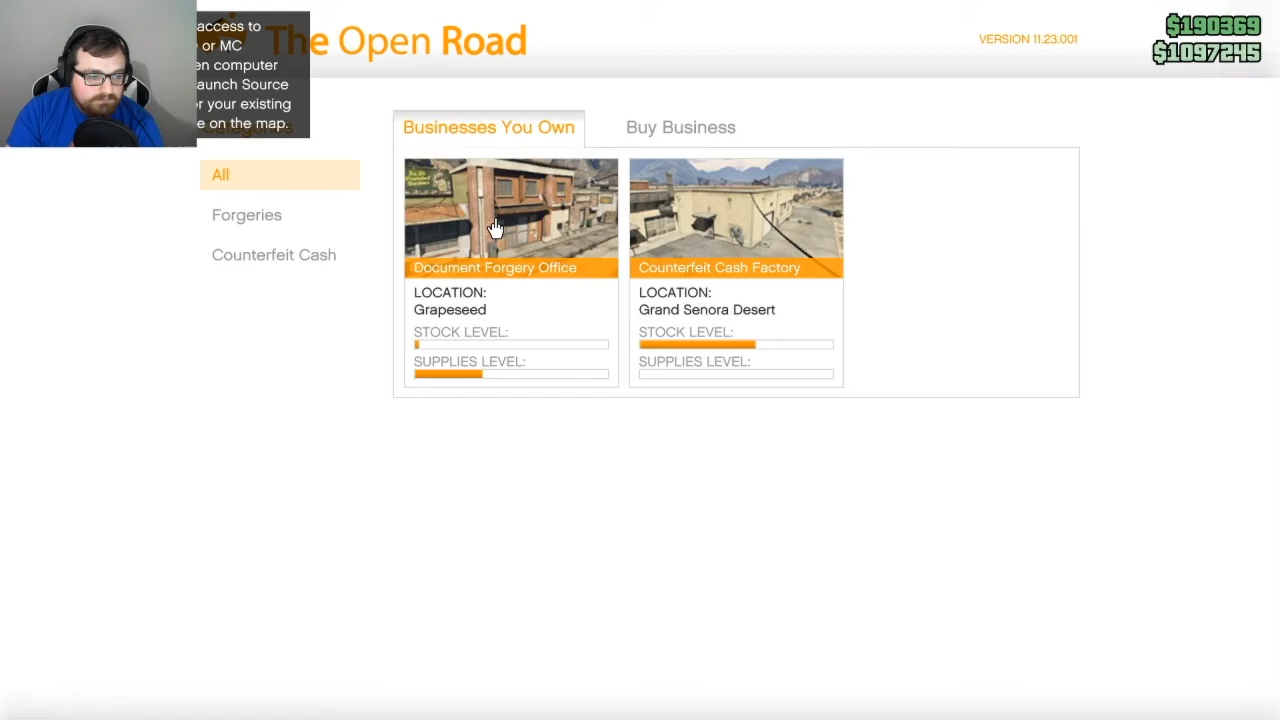 access to
or MC
en computer
aunch Source
r your existing
e on the map.
The Open Road
VERSION 11.23.001
$190369
$1097245
Businesses You Own
Buy Business
All
Forgeries
Counterfeit Cash
Document Forgery Office
LOCATION:
Grapeseed
STOCK LEVEL:
SUPPLIES LEVEL:
Counterfeit Cash Factory
LOCATION:
Grand Senora Desert
STOCK LEVEL:
SUPPLIES LEVEL: